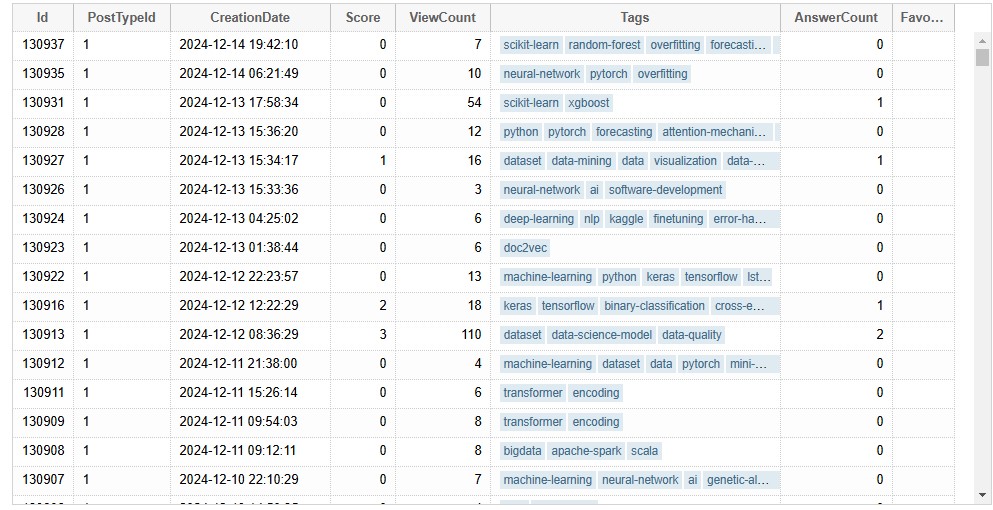 Id PostTypeId CreationDate Score ViewCount Tags AnswerCount Favo...
130937 1 2024-12-14 19:42:10 0 7 scikit-learn random-forest overfitting forecasti... 0
130935 1 2024-12-14 06:21:49 0 10 neural-network pytorch overfitting 0
130931 1 2024-12-13 17:58:34 0 54 scikit-learn xgboost 1
130928 1 2024-12-13 15:36:20 0 12 python pytorch forecasting attention-mechani... 0
130927 1 2024-12-13 15:34:17 1 16 dataset data-mining data visualization data-... 1
130926 1 2024-12-13 15:33:36 0 3 neural-network ai software-development 0
130924 1 2024-12-13 04:25:02 0 6 deep-learning nlp kaggle finetuning error-ha... 0
130923 1 2024-12-13 01:38:44 0 6 doc2vec 0
130922 1 2024-12-12 22:23:57 0 13 machine-learning python keras tensorflow lst... 0
130916 1 2024-12-12 12:22:29 2 18 keras tensorflow binary-classification cross-e... 1
130913 1 2024-12-12 08:36:29 3 110 dataset data-science-model data-quality 2
130912 1 2024-12-11 21:38:00 0 4 machine-learning dataset data pytorch mini-... 0
130911 1 2024-12-11 15:26:14 0 6 transformer encoding 0
130909 1 2024-12-11 09:54:03 0 8 transformer encoding 0
130908 1 2024-12-11 09:12:11 0 8 bigdata apache-spark scala 0
130907 1 2024-12-10 22:10:29 0 7 machine-learning neural-network ai genetic-al... 0